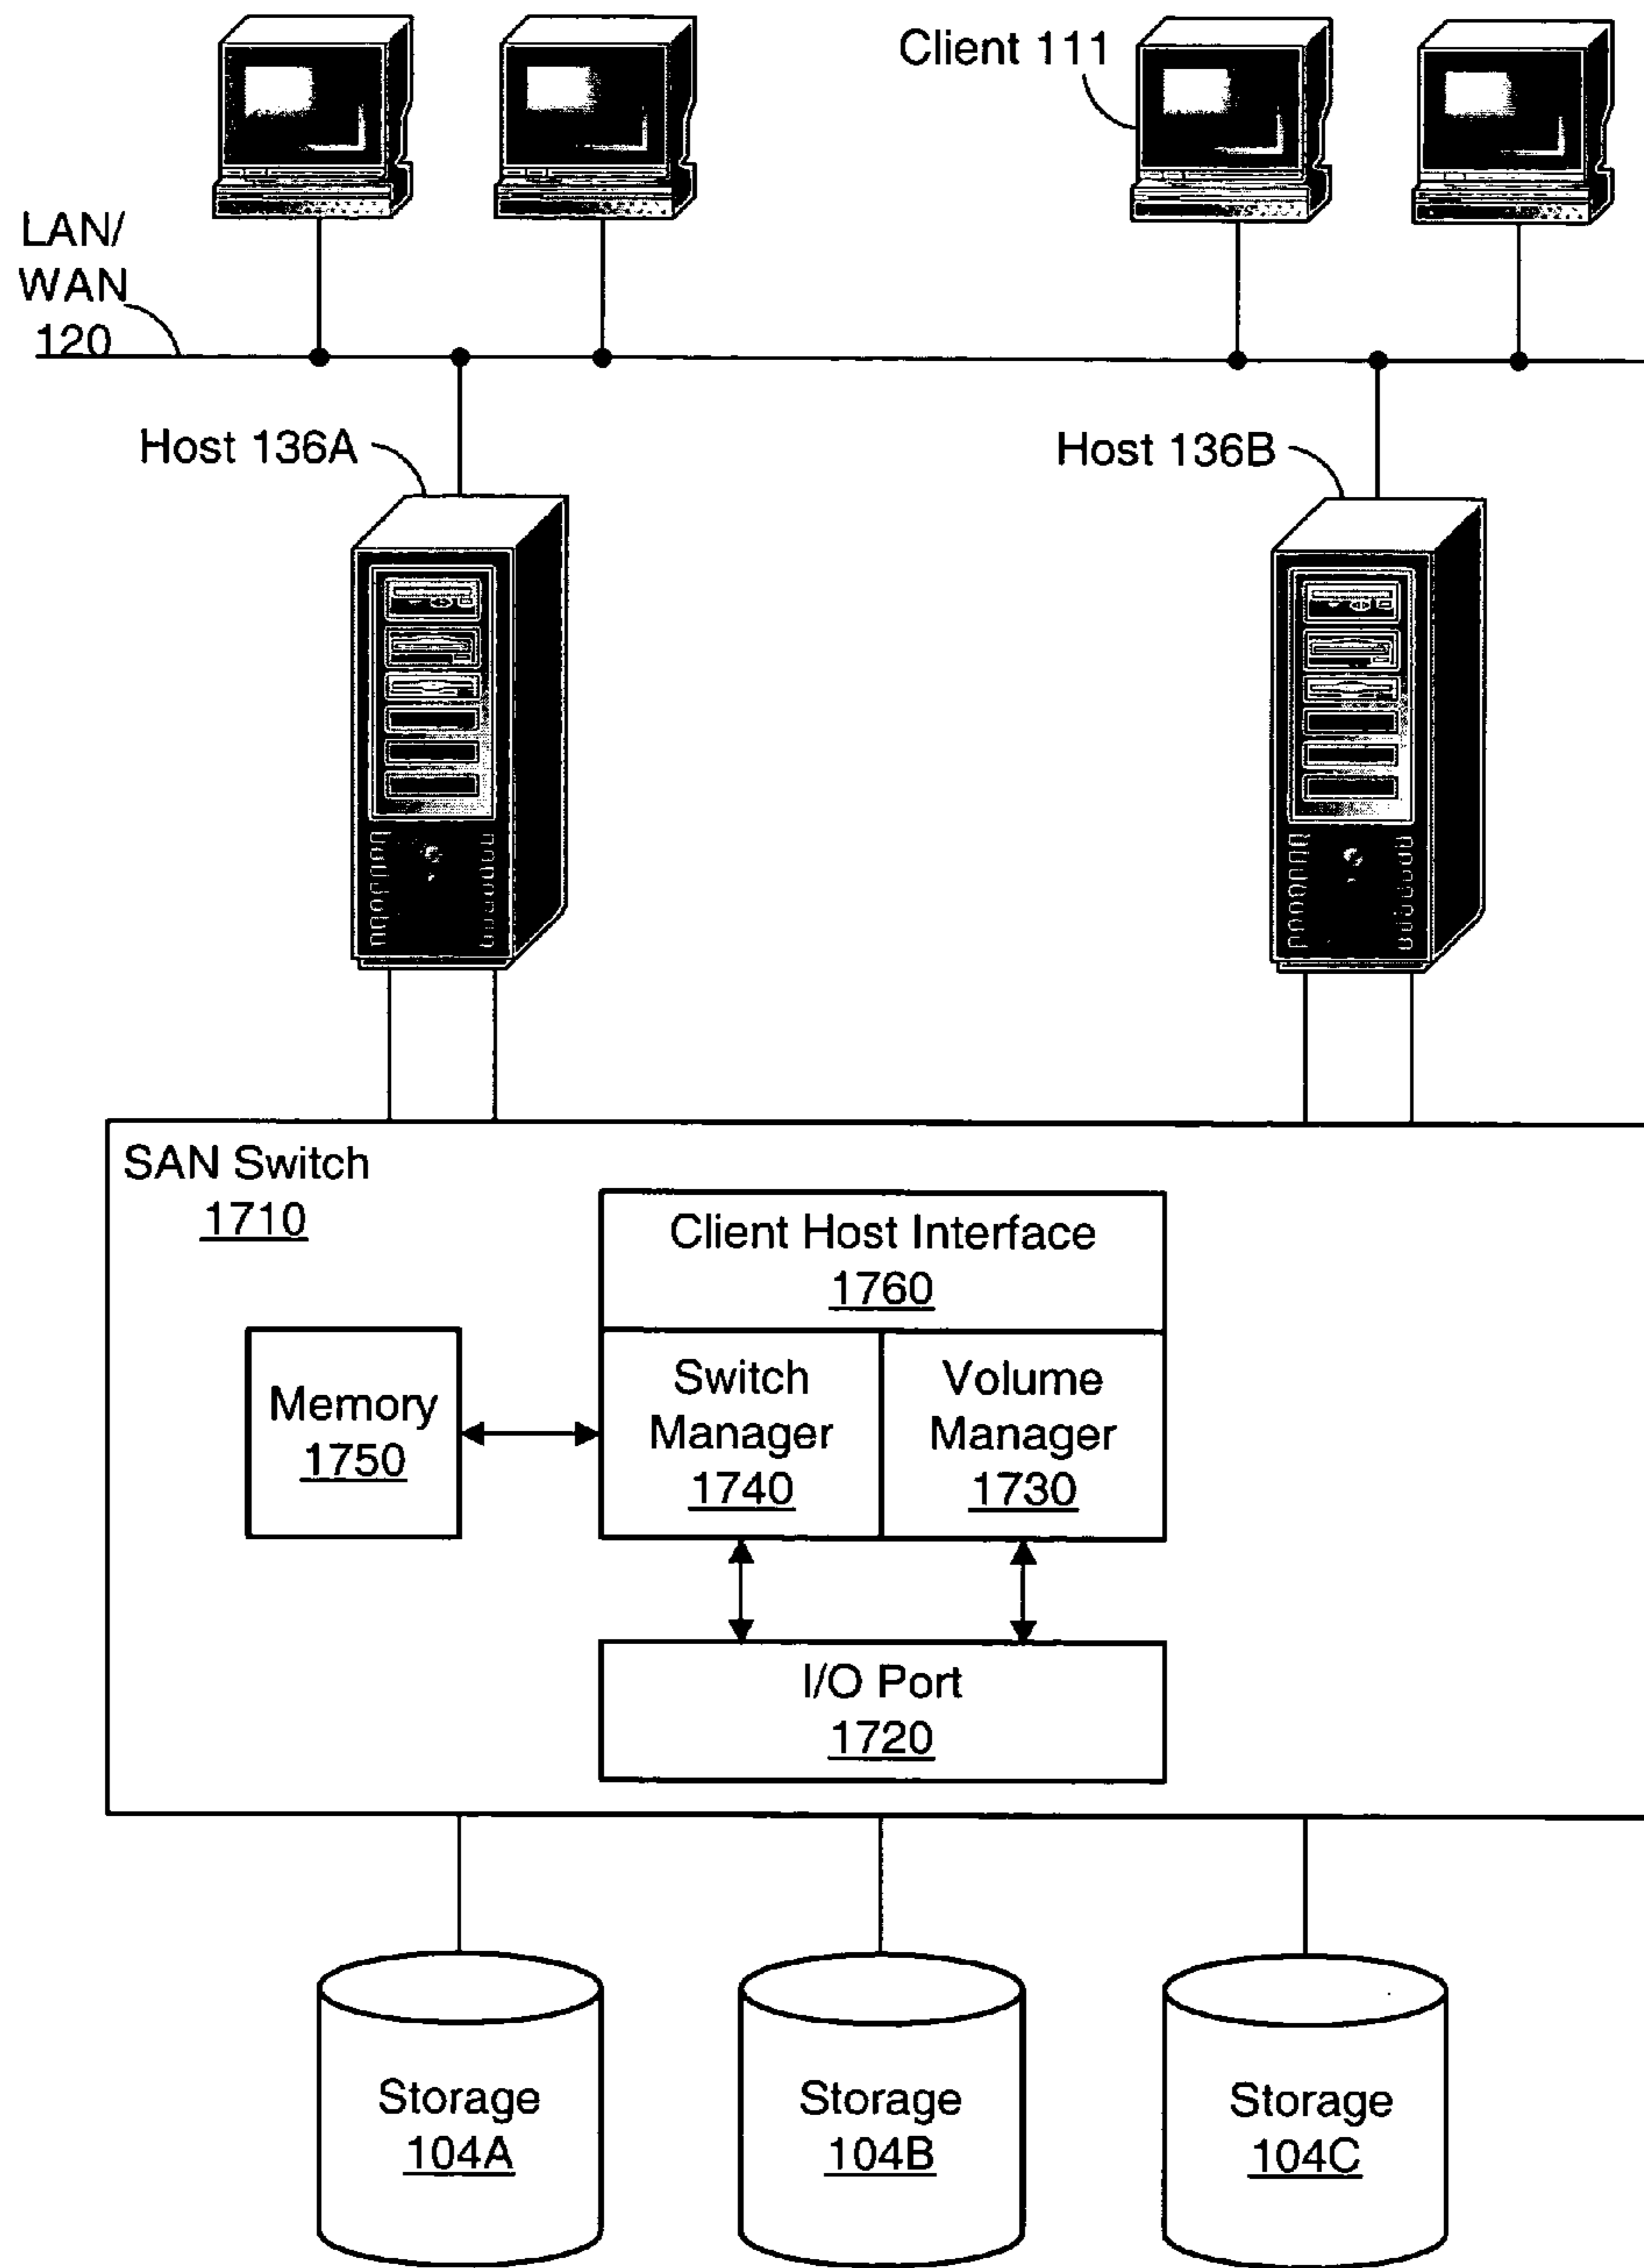 Client 111
LAN/
WAN
120
Host 136A
Host 136B
SAN Switch
1710
Client Host Interface
1760
Memory
1750
Switch
Manager
1740
Volume
Manager
1730
I/O Port
1720
Storage
104A
Storage
104B
Storage
104C